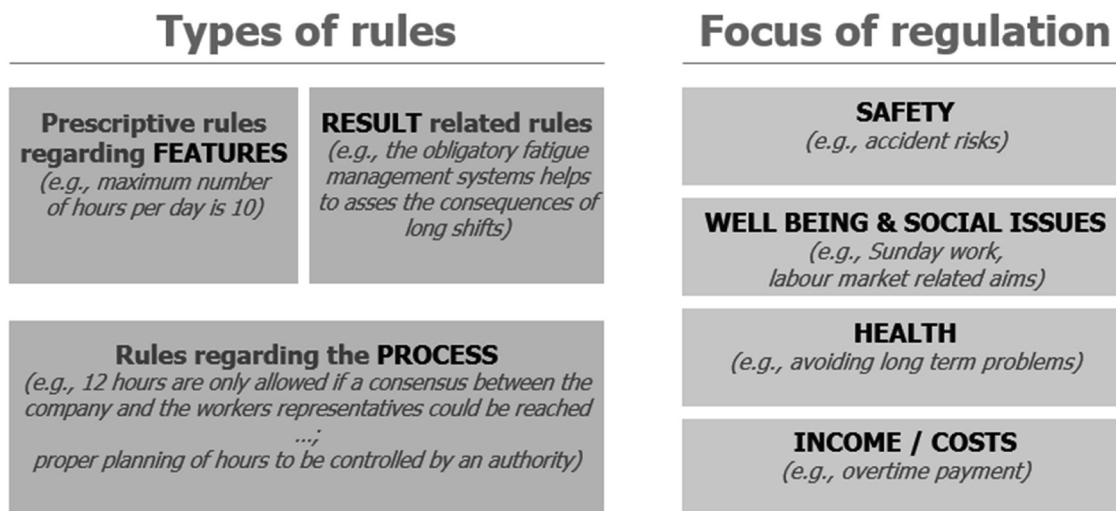 Types of rules
Prescriptive rules
regarding FEATURES
(e.g., maximum number
of hours per day is 10)
RESULT related rules
(e.g., the obligatory fatigue
management systems helps
to asses the consequences of
long shifts)
Rules regarding the PROCESS
(e.g., 12 hours are only allowed if a consensus between the
company and the workers representatives could be reached
...;
proper planning of hours to be controlled by an authority)
Focus of regulation
SAFETY
(e.g., accident risks)
WELL BEING & SOCIAL ISSUES
(e.g., Sunday work,
labour market related aims)
HEALTH
(e.g., avoiding long term problems)
INCOME / COSTS
(e.g., overtime payment)